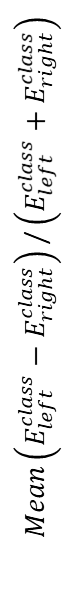 Mean (E_{left}^{class} − E_{right}^{class}) / (E_{left}^{class} + E_{right}^{class})